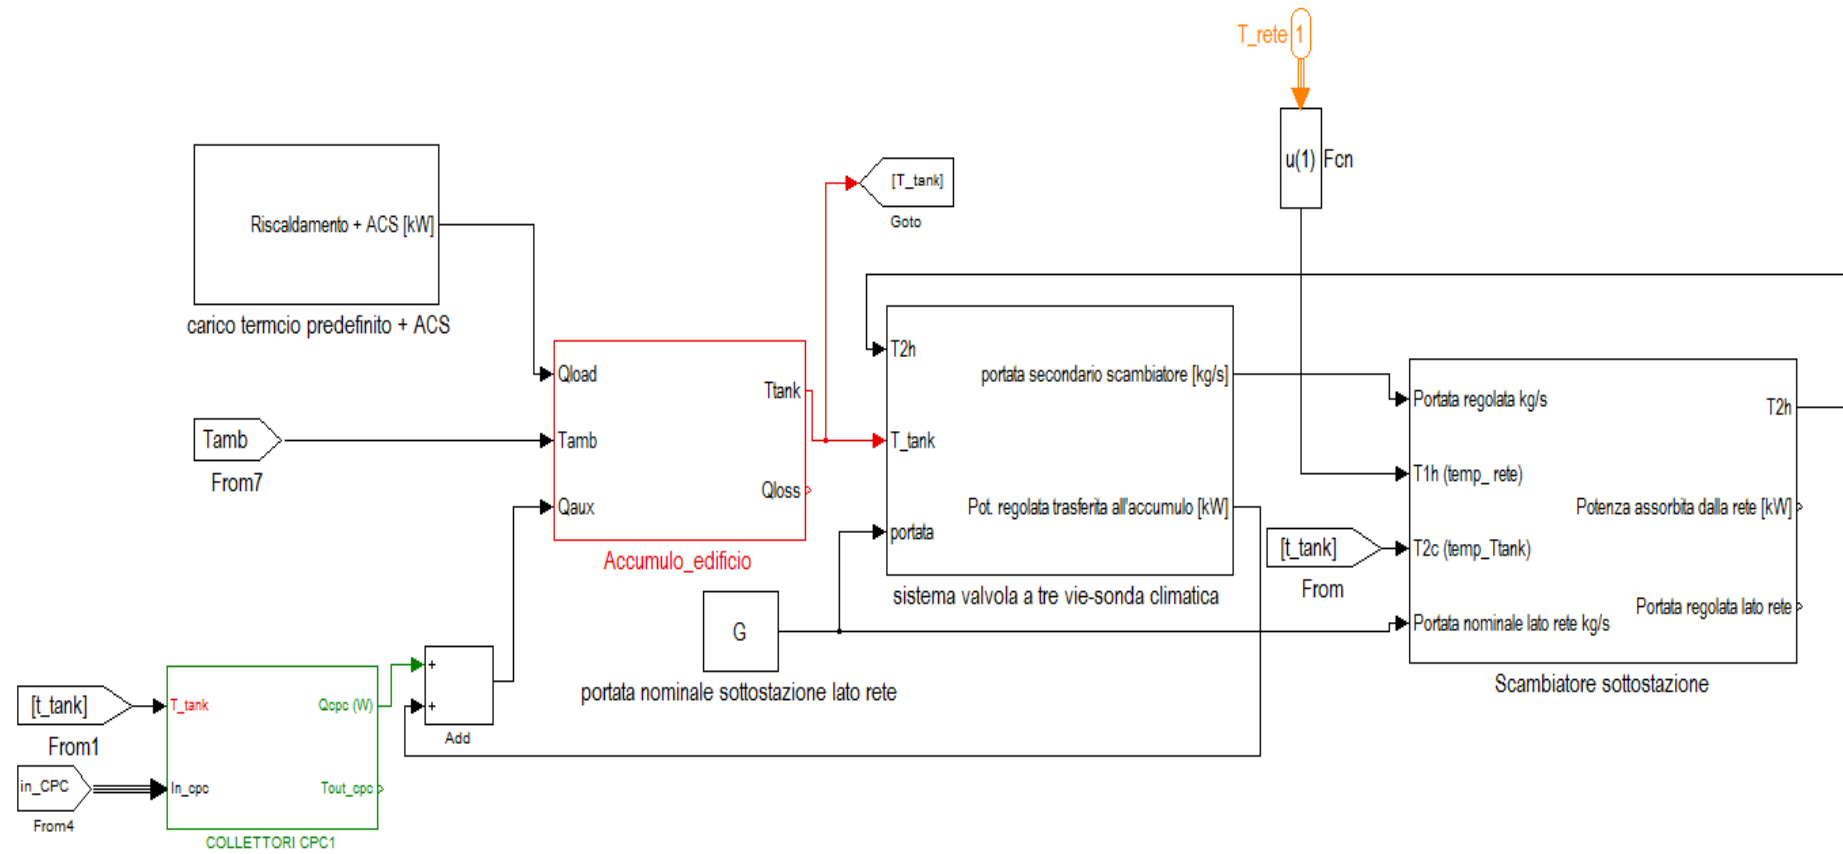 T_rete 1
u(1) Fcn
Riscaldamento + ACS [kW]
carico termcio predefinito + ACS
[T_tank]
Goto
Qload
Tamb
Qaux
Ttank
Qloss
Accumulo_edificio
Tamb
From7
T2h
T_tank
portata
portata secondario scambiatore [kg/s]
Pot. regolata trasferita all'accumulo [kW]
sistema valvola a tre vie-sonda climatica
G
portata nominale sottostazione lato rete
[t_tank]
From
Portata regolata kg/s
T1h (temp_ rete)
T2c (temp_Ttank)
Portata nominale lato rete kg/s
T2h
Potenza assorbita dalla rete [kW]
Portata regolata lato rete
Scambiatore sottostazione
+
+
Add
[t_tank]
From1
in_CPC
From4
T_tank
In_cpc
Qcpc (W)
Tout_cpc
COLLETTORI CPC1